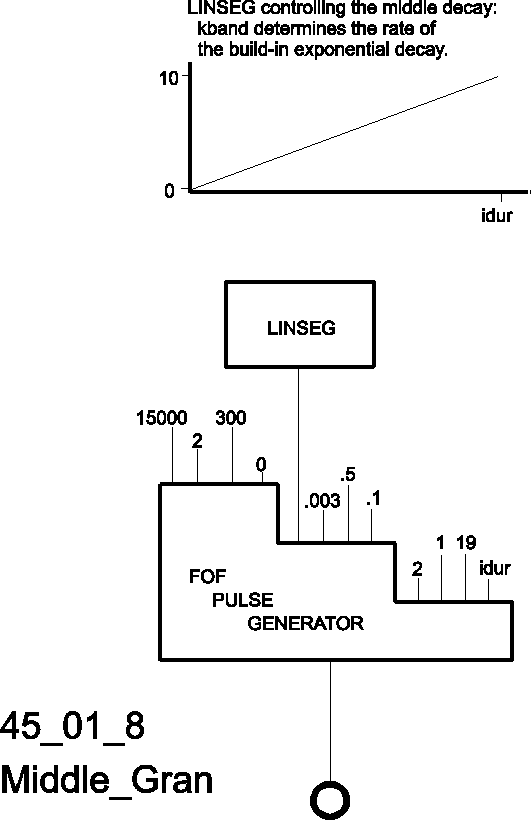 LINSEG controlling the middle decay:
kband determines the rate of
the build-in exponential decay.
10
0
idur
LINSEG
15000
2
300
0
.003
.5
.1
2
1
19
idur
FOF
PULSE
GENERATOR
45_01_8
Middle_Gran